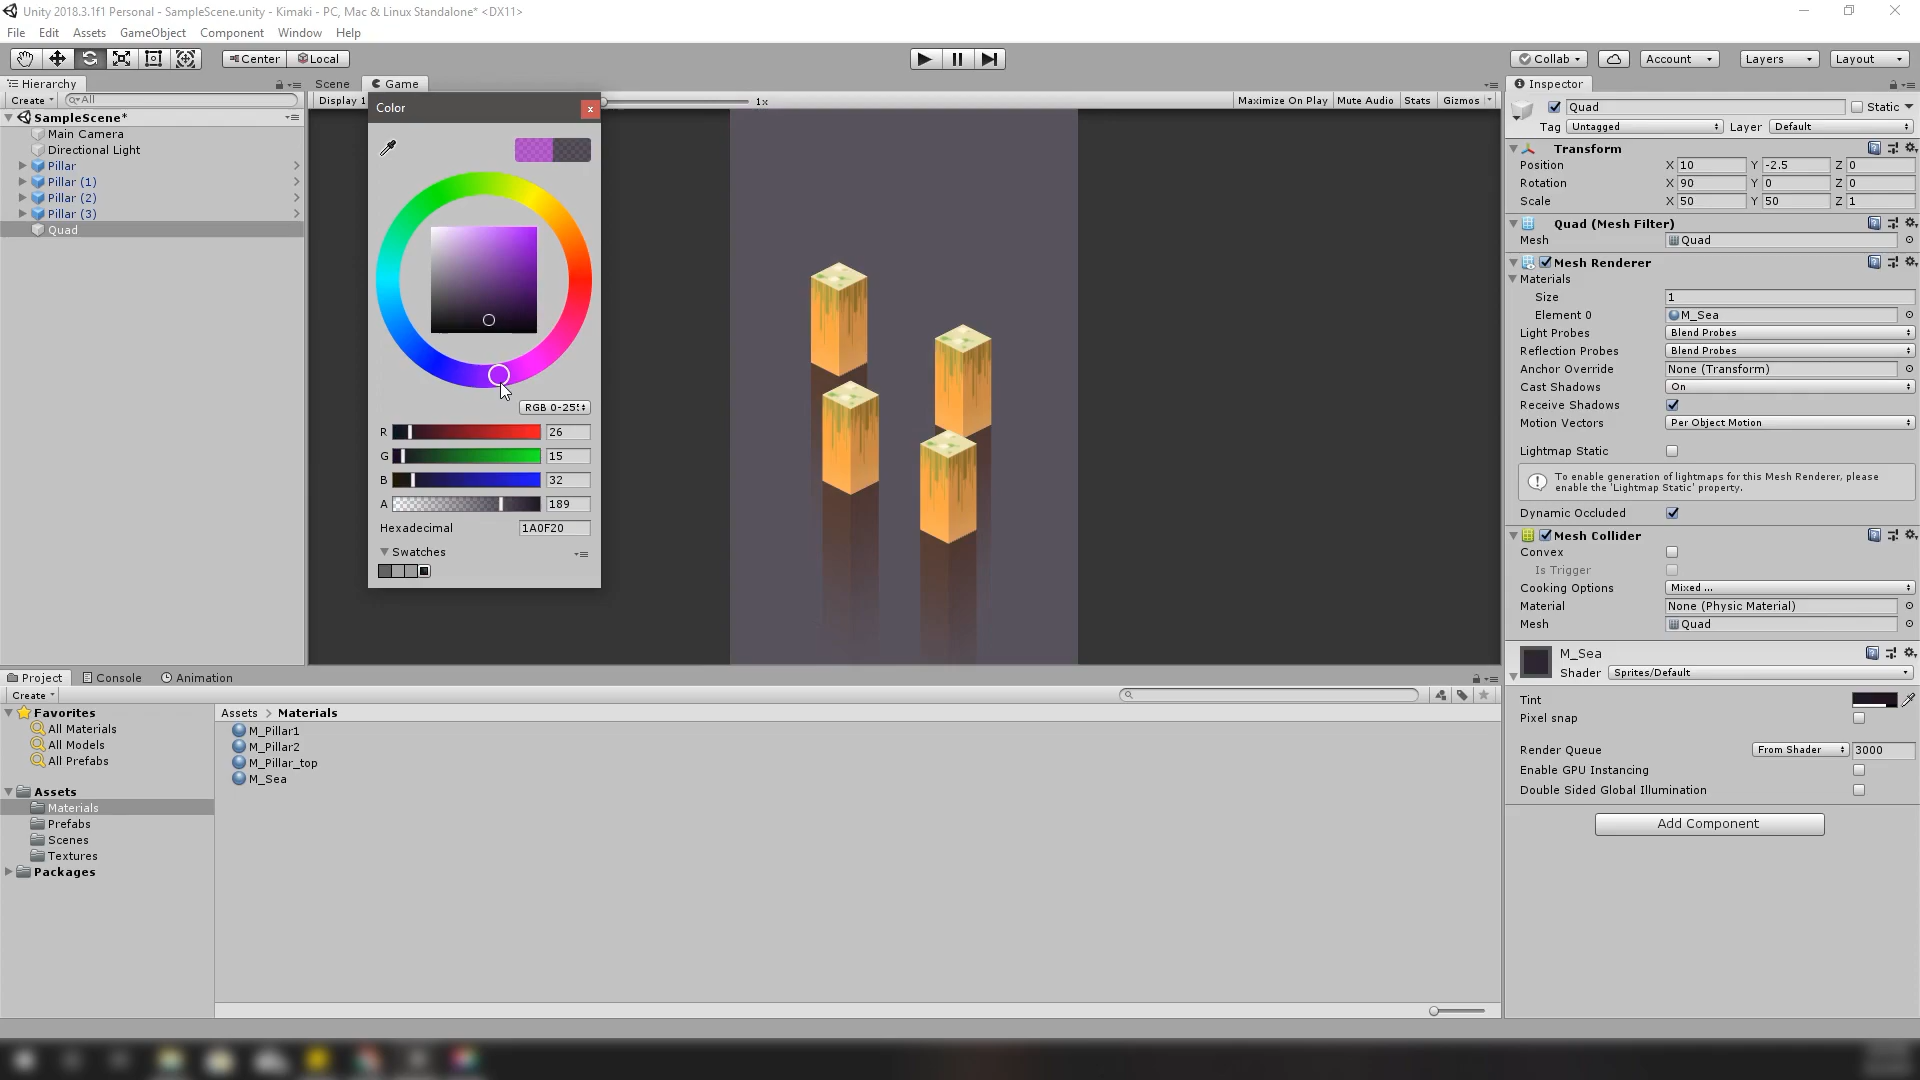 Unity 2018.3.1f1 Personal - SampleScene.unity - Kimaki - PC, Mac & Linux Standalone* <DX11>
File Edit Assets GameObject Component Window Help
Center Local
Collab Account Layers Layout
Hierarchy
Create All
SampleScene*
Main Camera
Directional Light
Pillar
Pillar (1)
Pillar (2)
Pillar (3)
Quad
Scene Game
Display 1 1x Maximize On Play Mute Audio Stats Gizmos
Color
RGB 0-255
R 26
G 15
B 32
A 189
Hexadecimal 1A0F20
Swatches
Inspector
Quad Static
Tag Untagged Layer Default
Transform
Position X 10 Y -2.5 Z 0
Rotation X 90 Y 0 Z 0
Scale X 50 Y 50 Z 1
Quad (Mesh Filter)
Mesh Quad
Mesh Renderer
Materials
Size 1
Element 0 M_Sea
Light Probes Blend Probes
Reflection Probes Blend Probes
Anchor Override None (Transform)
Cast Shadows On
Receive Shadows
Motion Vectors Per Object Motion
Lightmap Static
To enable generation of lightmaps for this Mesh Renderer, please
enable the 'Lightmap Static' property.
Dynamic Occluded
Mesh Collider
Convex
Is Trigger
Cooking Options Mixed ...
Material None (Physic Material)
Mesh Quad
M_Sea
Shader Sprites/Default
Tint
Pixel snap
Render Queue From Shader 3000
Enable GPU Instancing
Double Sided Global Illumination
Add Component
Project Console Animation
Create
Favorites
All Materials
All Models
All Prefabs
Assets
Materials
Prefabs
Scenes
Textures
Packages
Assets > Materials
M_Pillar1
M_Pillar2
M_Pillar_top
M_Sea